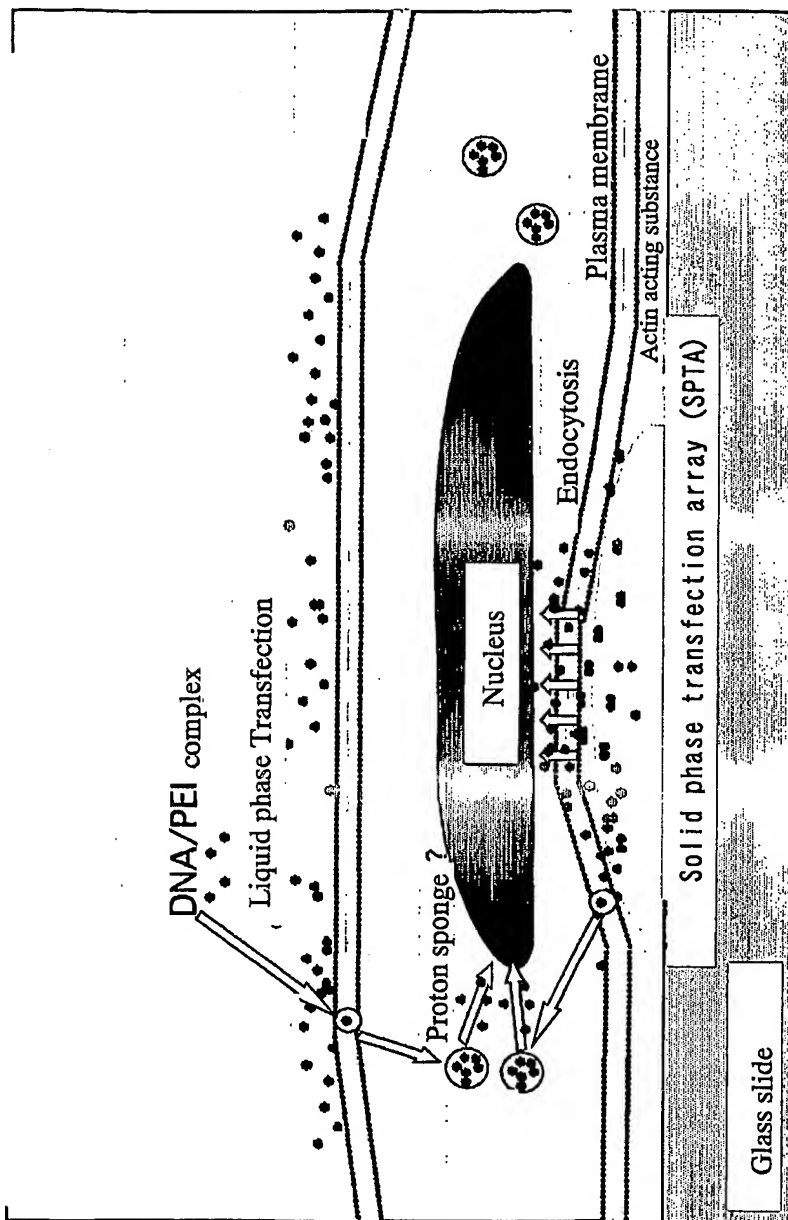 DNA/PEI complex
Liquid phase Transfection
Proton sponge ?
Nucleus
Endocytosis
Plasma membrame
Actin acting substance
Solid phase transfection array (SPTA)
Glass slide